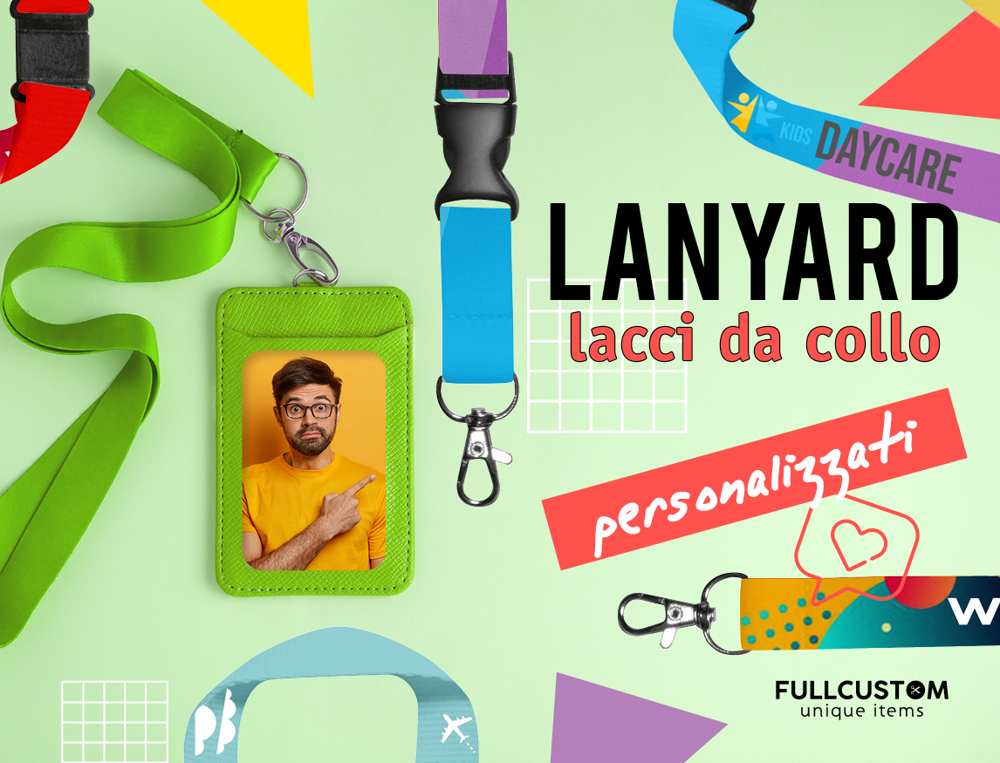 KIDS DAYCARE
LANYARD
lacci da collo
personalizzati
W
FULLCUSTOM
unique items